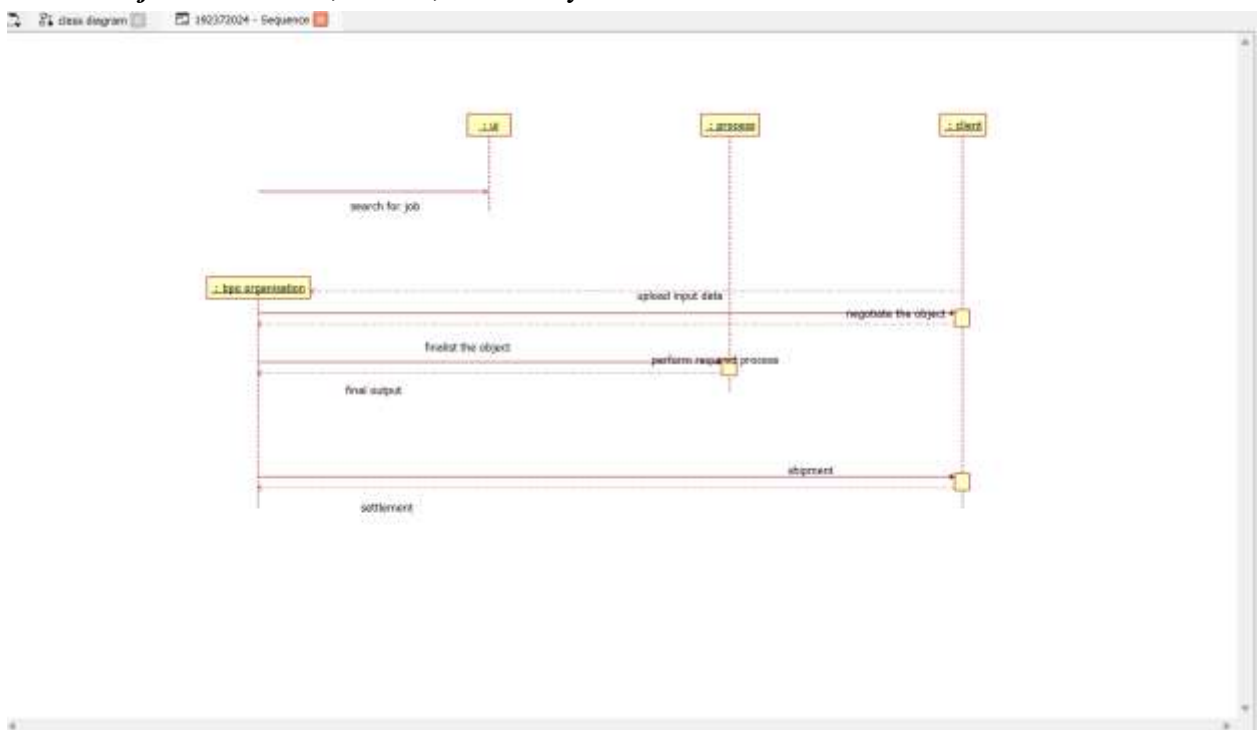 class diagram
192372024 - Sequence
: ui
: process
: client
search for job
: bpo organisation
upload input data
negotiate the object
finalist the object
perform required process
final output
shipment
settlement